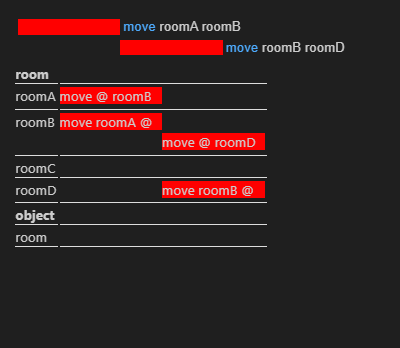 move roomA roomB
move roomB roomD
room
roomA move @ roomB
roomB move roomA @
move @ roomD
roomC
roomD move roomB @
object
room